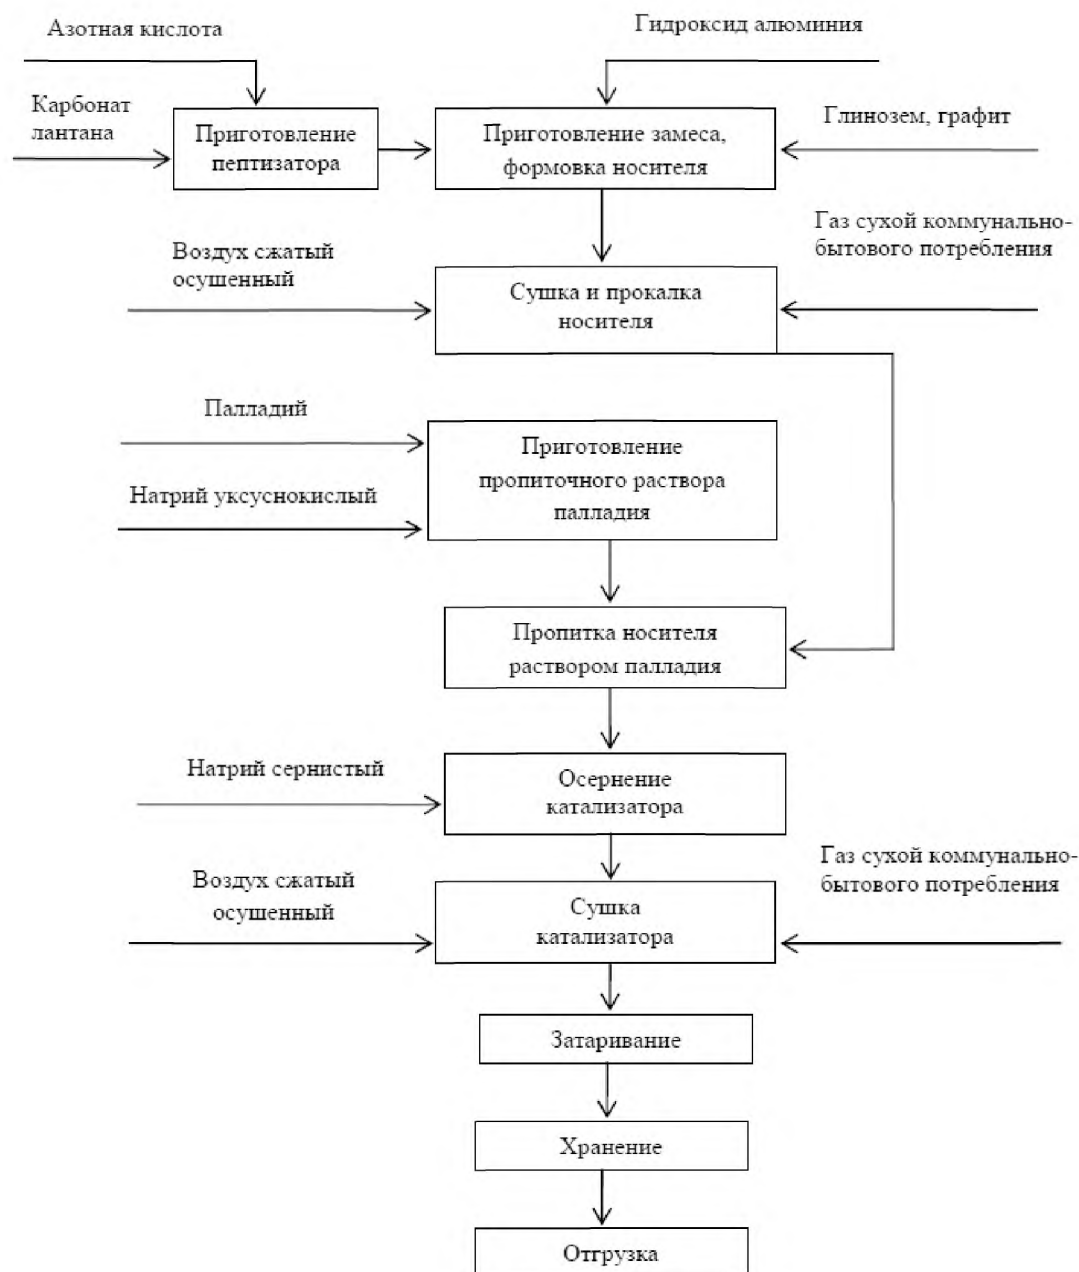 Азотная кислота
Гидроксид алюминия
Карбонат
лантана
Приготовление
пептизатора
Приготовление замеса,
формовка носителя
Глинозем, графит
Воздух сжатый
осушенный
Сушка и прокалка
носителя
Газ сухой коммунально-
бытового потребления
Палладий
Натрий уксуснокислый
Приготовление
пропиточного раствора
палладия
Пропитка носителя
раствором палладия
Натрий сернистый
Осернение
катализатора
Воздух сжатый
осушенный
Сушка
катализатора
Газ сухой коммунально-
бытового потребления
Затаривание
Хранение
Отгрузка